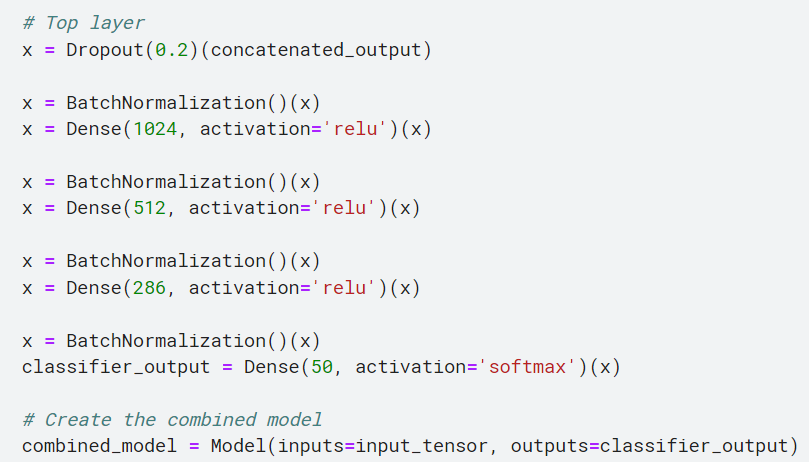 # Top layer
x = Dropout(0.2)(concatenated_output)
x = BatchNormalization()(x)
x = Dense(1024, activation='relu')(x)
x = BatchNormalization()(x)
x = Dense(512, activation='relu')(x)
x = BatchNormalization()(x)
x = Dense(286, activation='relu')(x)
x = BatchNormalization()(x)
classifier_output = Dense(50, activation='softmax')(x)
# Create the combined model
combined_model = Model(inputs=input_tensor, outputs=classifier_output)